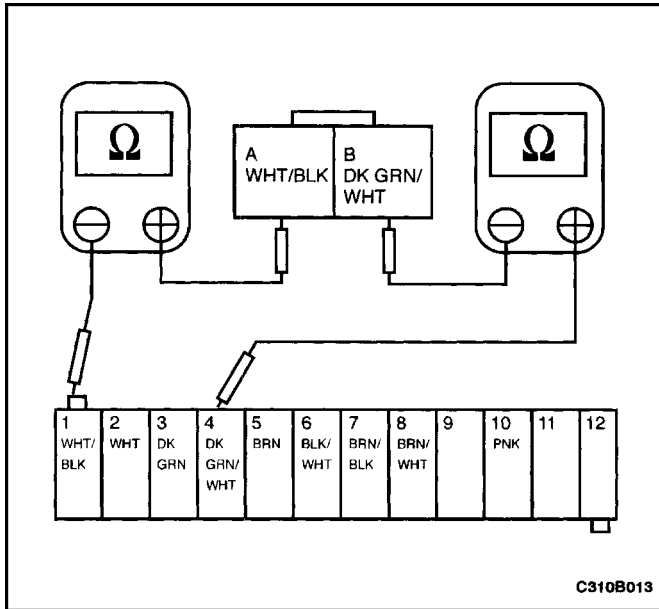 Ω
Ω
A
WHT/BLK
B
DK GRN/
WHT
1
WHT/
BLK
2
WHT
3
DK
GRN
4
DK
GRN/
WHT
5
BRN
6
BLK/
WHT
7
BRN/
BLK
8
BRN/
WHT
9
10
PNK
11
12
C310B013